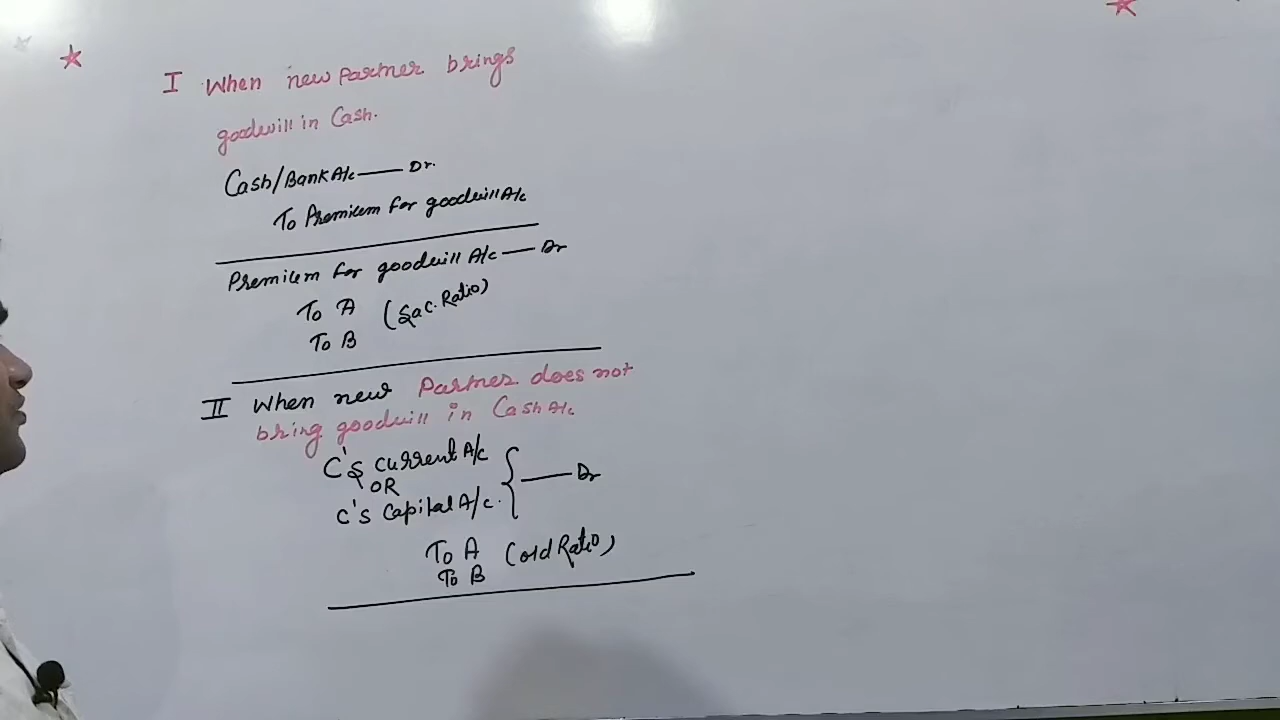 I When new Partner brings
goodwill in Cash.
Cash/Bank A/c —— Dr.
To Premium for goodwill A/c
Premium for goodwill A/c — Dr
To A (Sac. Ratio)
To B
II When new Partner does not
bring goodwill in Cash A/c
C's Current A/c
OR
C's Capital A/c. } —— Dr
To A (old Ratio)
To B